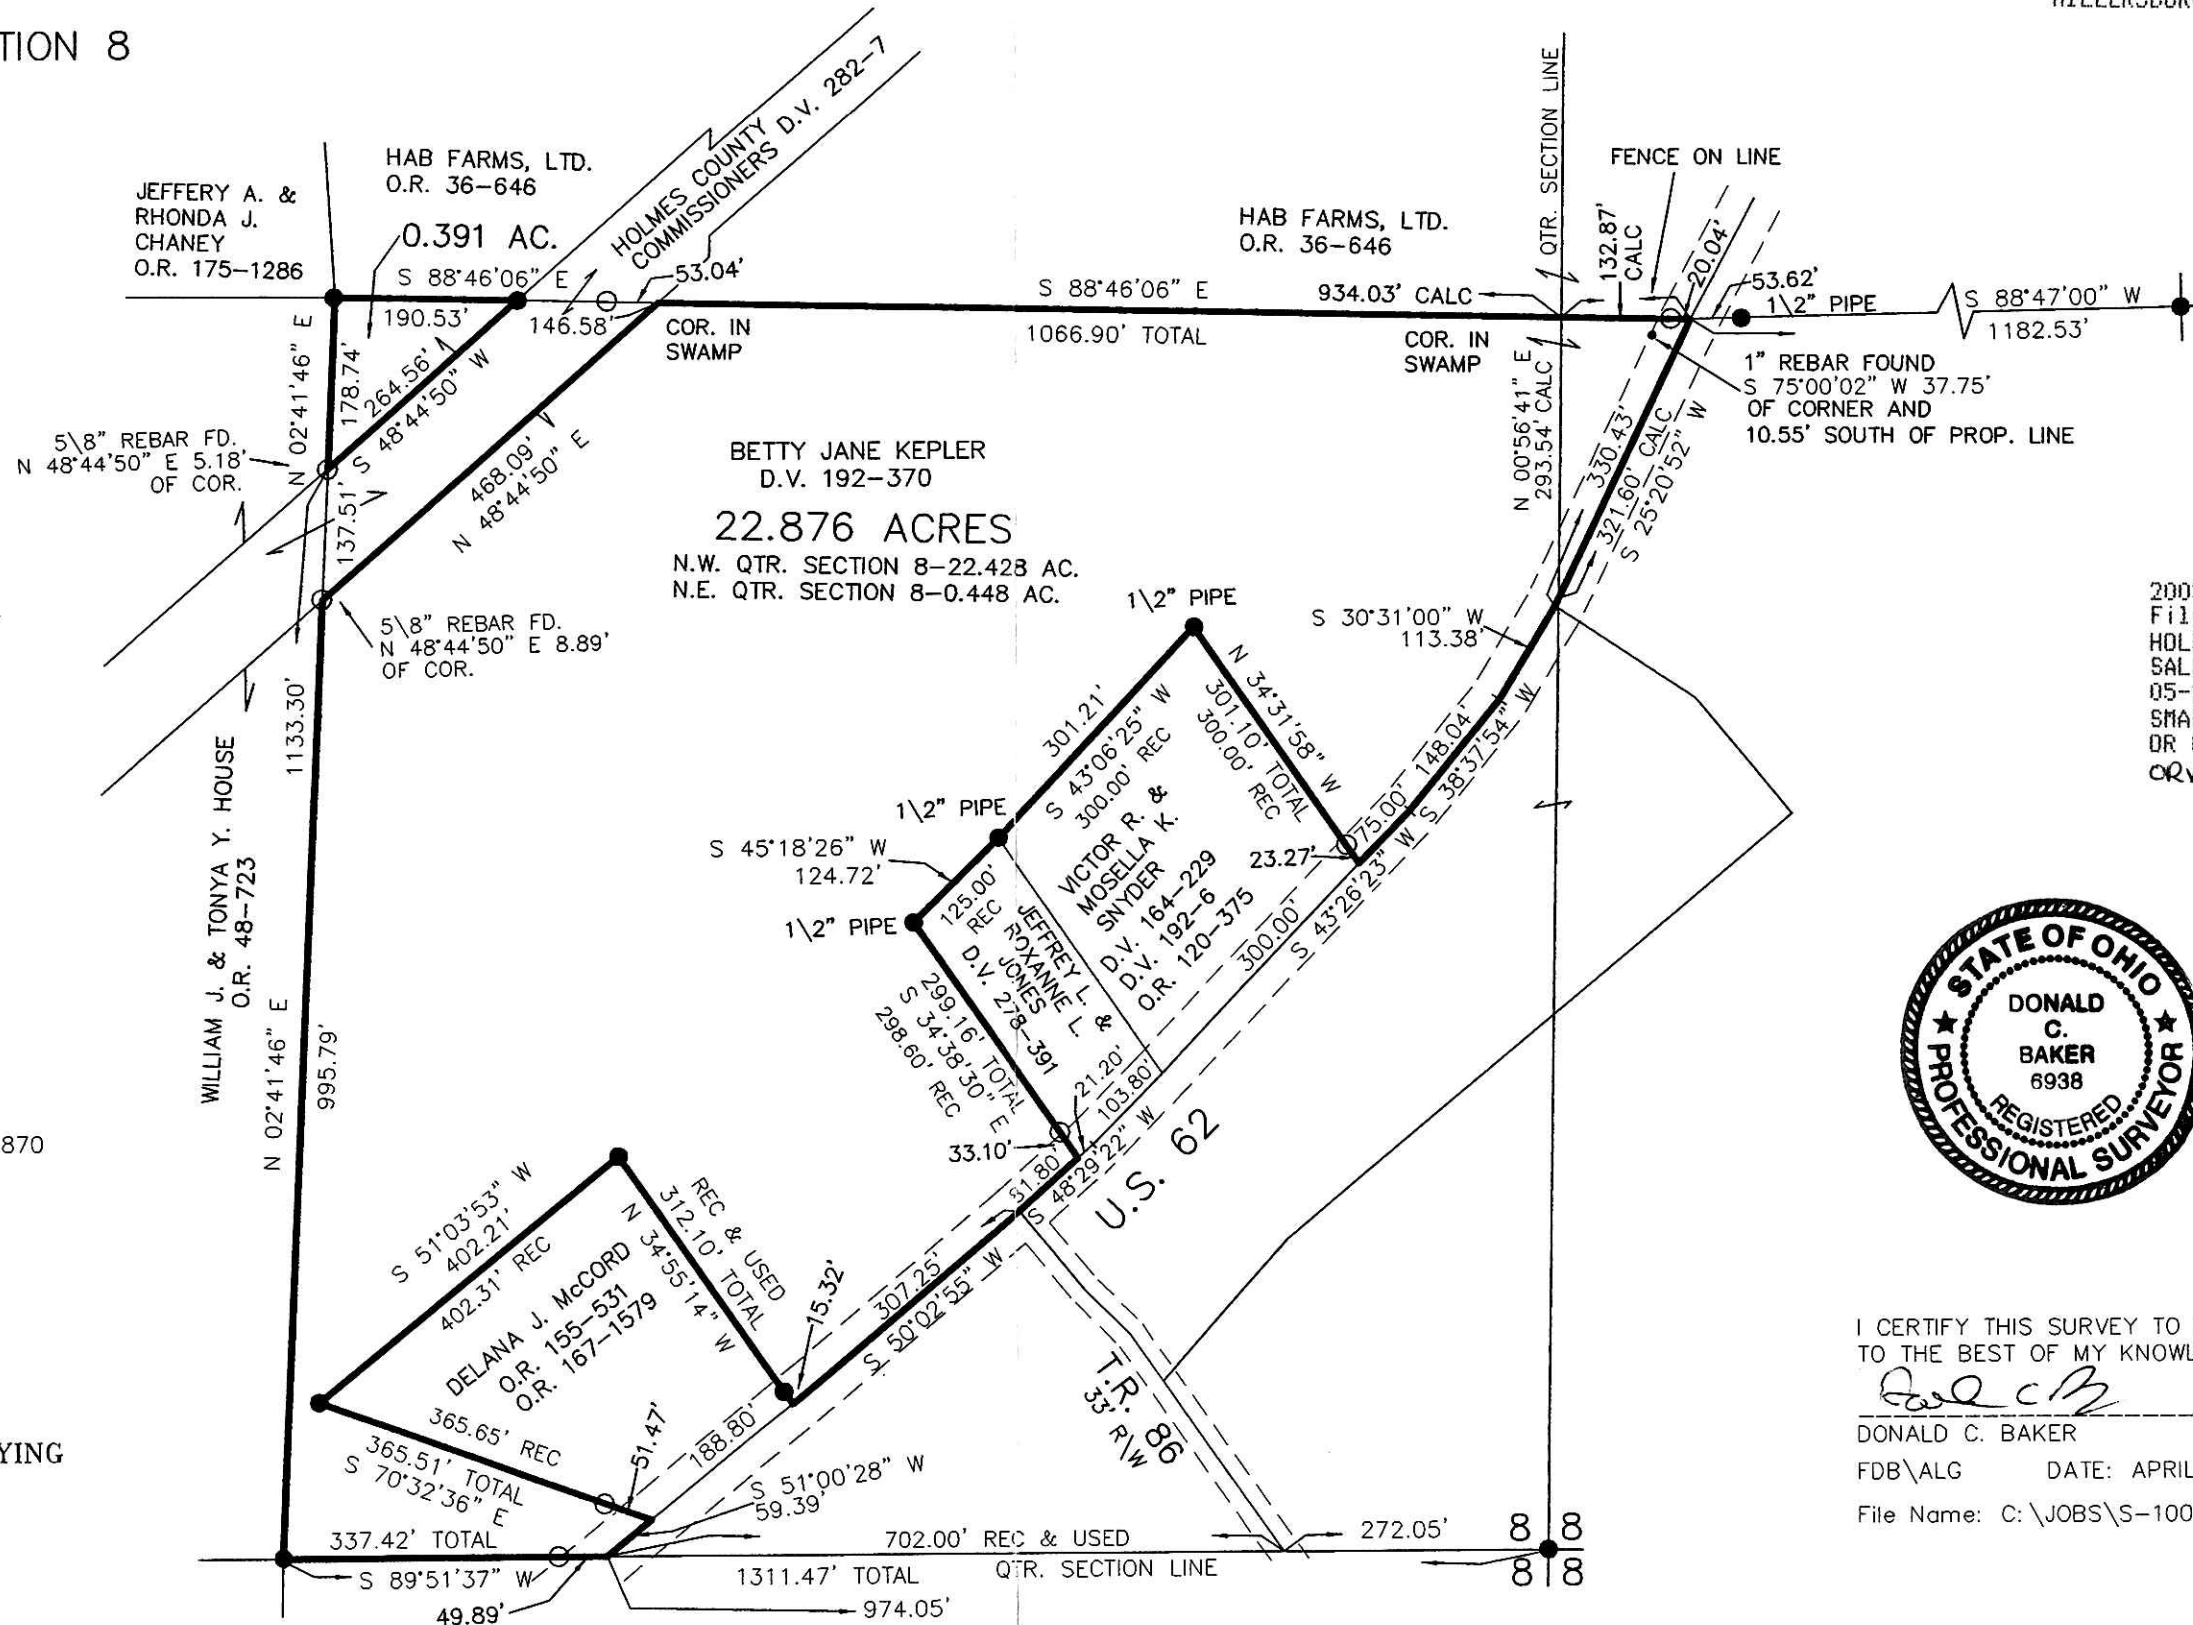 TION 8
HAB FARMS, LTD.
O.R. 36-646
JEFFERY A. &
RHONDA J.
CHANEY
O.R. 175-1286
0.391 AC.
HOLMES COUNTY
COMMISSIONERS D.V. 282-7
S 88°46'06" E
190.53'
53.04'
146.58'
COR. IN
SWAMP
HAB FARMS, LTD.
O.R. 36-646
S 88°46'06" E
1066.90' TOTAL
934.03' CALC
COR. IN
SWAMP
QTR. SECTION LINE
132.87'
CALC
FENCE ON LINE
20.04'
53.62'
1\2" PIPE
S 88°47'00" W
1182.53'
1" REBAR FOUND
S 75°00'02" W 37.75'
OF CORNER AND
10.55' SOUTH OF PROP. LINE
N 02°41'46" E
178.74'
264.56'
S 48°44'50" W
5\8" REBAR FD.
N 48°44'50" E 5.18'
OF COR.
137.51'
468.09'
N 48°44'50" E
BETTY JANE KEPLER
D.V. 192-370
22.876 ACRES
N.W. QTR. SECTION 8-22.428 AC.
N.E. QTR. SECTION 8-0.448 AC.
N 00°56'41" E
293.54' CALC
330.43'
321.60' CALC
S 25°20'52" W
5\8" REBAR FD.
N 48°44'50" E 8.89'
OF COR.
1\2" PIPE
S 30°31'00" W
113.38'
200
Fil
HOL
SAL
05-
SMA
OR
OR
1133.30'
WILLIAM J. & TONYA Y. HOUSE
O.R. 48-723
301.21'
S 43°06'25" W
300.00' REC
N 34°31'58" W
301.10' TOTAL
300.00' REC
148.04'
S 38°37'54" W
75.00'
1\2" PIPE
S 45°18'26" W
124.72'
VICTOR R. &
MOSELLA K.
SNYDER
D.V. 164-229
D.V. 192-6
O.R. 120-375
23.27'
1\2" PIPE
125.00'
REC
JEFFREY L. &
ROXANNE L.
JONES
D.V. 278-391
300.00'
S 43°26'23" W
299.16' TOTAL
S 34°38'30" E
298.60' REC
21.20'
103.80'
33.10'
81.80'
S 48°29'22" W
U.S. 62
STATE OF OHIO
DONALD
C.
BAKER
6938
REGISTERED
PROFESSIONAL SURVEYOR
N 02°41'46" E
995.79'
870
S 51°03'53" W
402.21'
402.31' REC
REC & USED
312.10' TOTAL
N 34°55'14" W
DELANA J. McCORD
O.R. 155-531
O.R. 167-1579
15.32'
307.25'
S 50°02'55" W
T.R. 86
33' R\W
I CERTIFY THIS SURVEY TO
TO THE BEST OF MY KNOWL
DONALD C. BAKER
FDB\ALG DATE: APRIL
File Name: C:\JOBS\S-100
YING
365.65' REC
365.51' TOTAL
S 70°32'36" E
51.47'
188.80'
S 51°00'28" W
59.39'
337.42' TOTAL
S 89°51'37" W
49.89'
702.00' REC & USED
QTR. SECTION LINE
1311.47' TOTAL
974.05'
272.05'
8 8
8 8